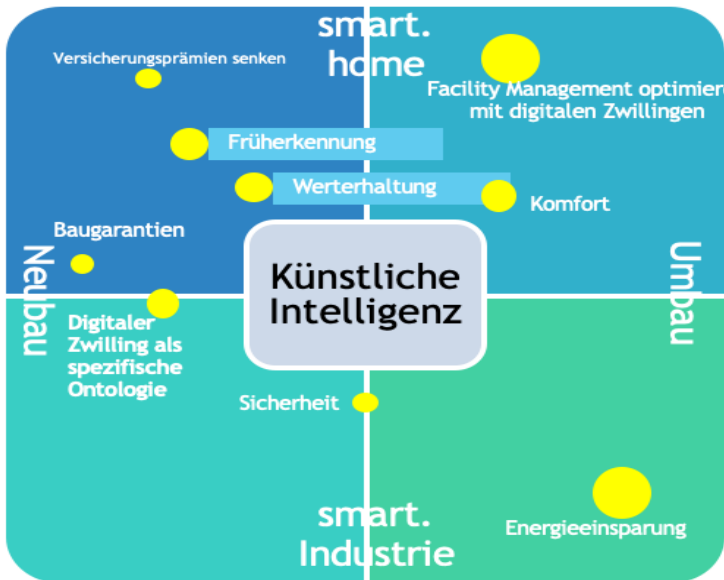 smart.
home
Versicherungsprämien senken
Facility Management optimiere
mit digitalen Zwillingen
Früherkennung
Werterhaltung
Komfort
Baugarantien
Neubau
Umbau
Künstliche
Intelligenz
Digitaler
Zwilling als
spezifische
Ontologie
Sicherheit
smart.
Industrie
Energieeinsparung